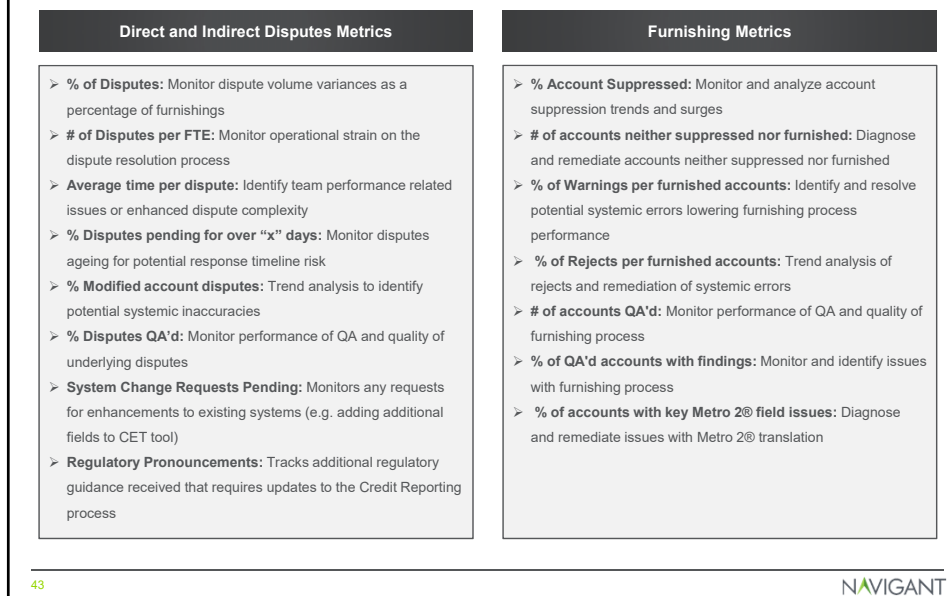 Direct and Indirect Disputes Metrics
➢ % of Disputes: Monitor dispute volume variances as a
percentage of furnishings
➢ # of Disputes per FTE: Monitor operational strain on the
dispute resolution process
➢ Average time per dispute: Identify team performance related
issues or enhanced dispute complexity
➢ % Disputes pending for over “x” days: Monitor disputes
ageing for potential response timeline risk
➢ % Modified account disputes: Trend analysis to identify
potential systemic inaccuracies
➢ % Disputes QA’d: Monitor performance of QA and quality of
underlying disputes
➢ System Change Requests Pending: Monitors any requests
for enhancements to existing systems (e.g. adding additional
fields to CET tool)
➢ Regulatory Pronouncements: Tracks additional regulatory
guidance received that requires updates to the Credit Reporting
process
Furnishing Metrics
➢ % Account Suppressed: Monitor and analyze account
suppression trends and surges
➢ # of accounts neither suppressed nor furnished: Diagnose
and remediate accounts neither suppressed nor furnished
➢ % of Warnings per furnished accounts: Identify and resolve
potential systemic errors lowering furnishing process
performance
➢ % of Rejects per furnished accounts: Trend analysis of
rejects and remediation of systemic errors
➢ # of accounts QA'd: Monitor performance of QA and quality of
furnishing process
➢ % of QA'd accounts with findings: Monitor and identify issues
with furnishing process
➢ % of accounts with key Metro 2® field issues: Diagnose
and remediate issues with Metro 2® translation
43
NAVIGANT